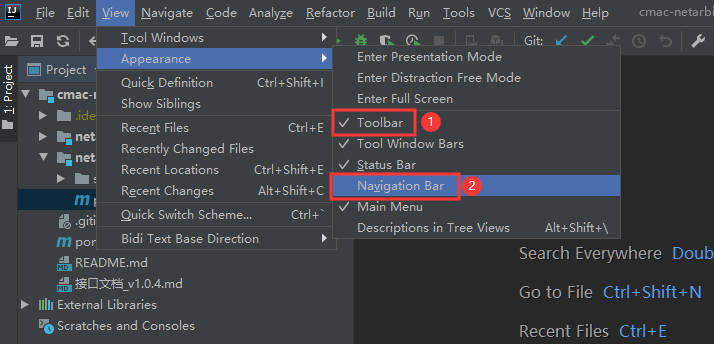 IJ File Edit View Navigate Code Analyze Refactor Build Run Tools VCS Window Help cmac-netarbi
Git:
1: Project
Project
cmac-n
.ide
neta
neta
s
p
.giti
pon
README.md
接口文档_v1.0.4.md
External Libraries
Scratches and Consoles
Tool Windows
Appearance
Quick Definition Ctrl+Shift+I
Show Siblings
Recent Files Ctrl+E
Recently Changed Files
Recent Locations Ctrl+Shift+E
Recent Changes Alt+Shift+C
Quick Switch Scheme... Ctrl+`
Bidi Text Base Direction
Enter Presentation Mode
Enter Distraction Free Mode
Enter Full Screen
Toolbar 1
Tool Window Bars
Status Bar
Navigation Bar 2
Main Menu
Descriptions in Tree Views Alt+Shift+\
Search Everywhere Doub
Go to File Ctrl+Shift+N
Recent Files Ctrl+E